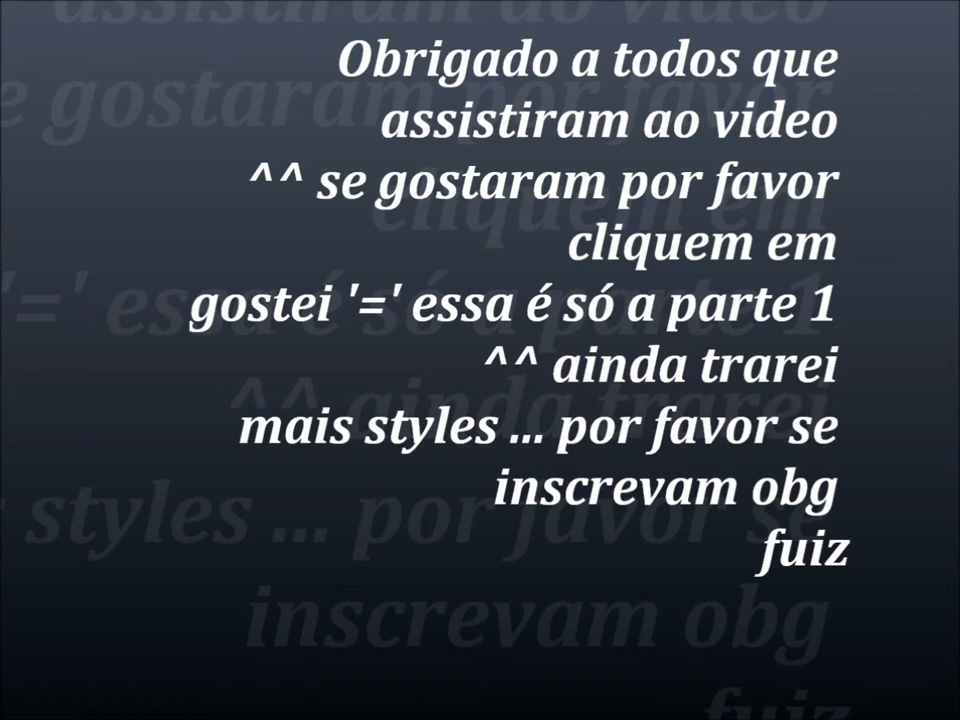 Obrigado a todos que
assistiram ao video
^^ se gostaram por favor
cliquem em
gostei '=' essa é só a parte 1
^^ ainda trarei
mais styles ... por favor se
inscrevam obg
fuiz